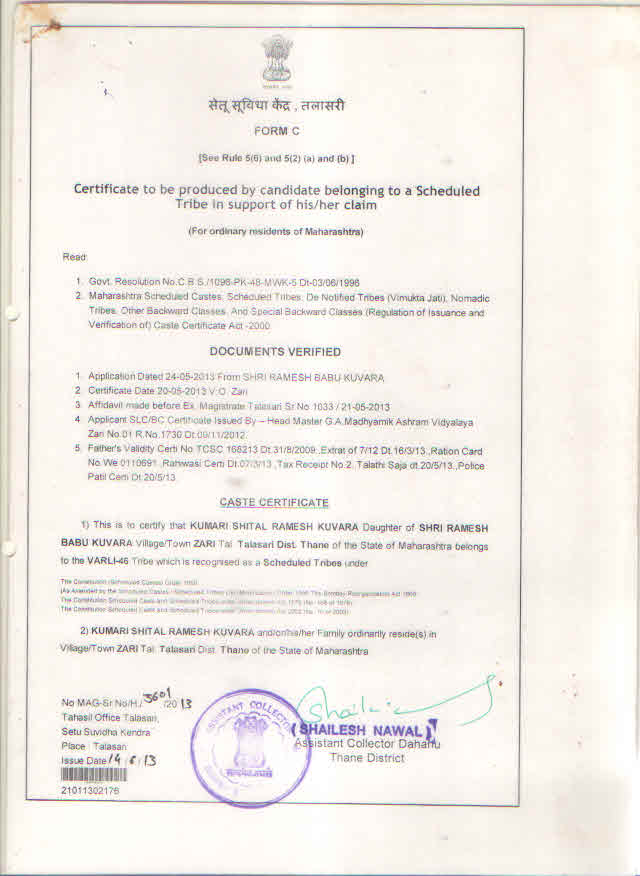 सेतू सूविधा केंद्र , तलासरी
FORM C
[See Rule 5(6) and 5(2) (a) and (b) ]
Certificate to be produced by candidate belonging to a Scheduled
Tribe in support of his/her claim
(For ordinary residents of Maharashtra)
Read
1. Govt. Resolution No.C.B.S./1096-PK-48-MWK-5 Dt-03/06/1996
2. Maharashtra Scheduled Castes, Scheduled Tribes, De Notified Tribes (Vimukta Jati), Nomadic
Tribes, Other Backward Classes, And Special Backward Classes (Regulation of Issuance and
Verification of) Caste Certificate Act -2000
DOCUMENTS VERIFIED
1. Application Dated 24-05-2013 From SHRI RAMESH BABU KUVARA
2. Certificate Date 20-05-2013 V.O. Zari
3. Affidavit made before Ex. Magistrate Talasari Sr No.1033 / 21-05-2013
4 Applicant SLC/BC Certificate Issued By – Head Master G.A.Madhyamik Ashram Vidyalaya
Zari No.01 R.No.1730 Dt.09/11/2012
5. Father's Validity Certi No TCSC 166213 Dt 31/8/2009.,Extrat of 7/12 Dt.16/3/13.,Ration Card
No.We 0110691.,Rahiwasi Certi Dt.07/3/13.,Tax Receipt No.2. Talathi Saja dt.20/5/13.,Police
Patil Certi Dt.20/5/13.
CASTE CERTIFICATE
1) This is to certify that KUMARI SHITAL RAMESH KUVARA Daughter of SHRI RAMESH
BABU KUVARA Village/Town ZARI Tal. Talasari Dist. Thane of the State of Maharashtra belongs
to the VARLI-46 Tribe which is recognised as a Scheduled Tribes under
The Constitution (Scheduled Castes) Order 1950
2) KUMARI SHITAL RAMESH KUVARA and/on/his/her Family ordinarily reside(s) in
Village/Town ZARI Tal. Talasari Dist. Thane of the State of Maharashtra
No MAG-Sr No/H./3601/2013
Tahasil Office Talasari,
Setu Suvidha Kendra
Place : Talasari
Issue Date 14/6/13
21011302176
ASSISTANT COLLECTOR
Shailesh
(SHAILESH NAWAL)
Assistant Collector Dahanu
Thane District